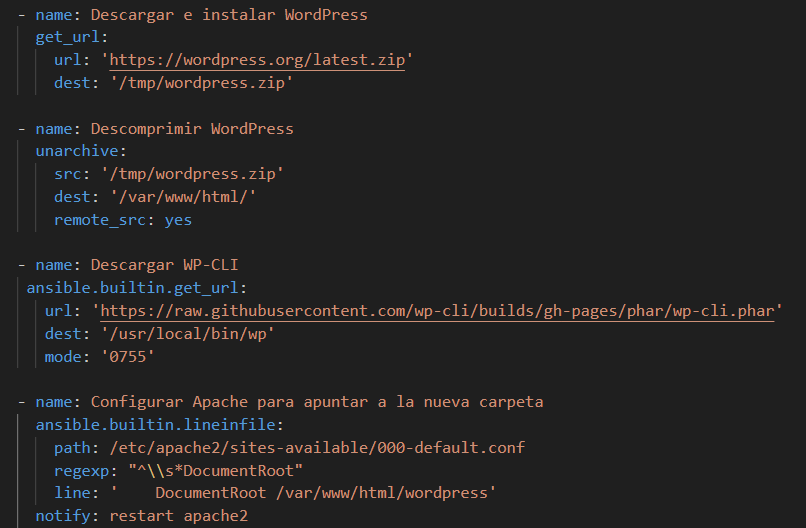 - name: Descargar e instalar WordPress
  get_url:
    url: 'https://wordpress.org/latest.zip'
    dest: '/tmp/wordpress.zip'

- name: Descomprimir WordPress
  unarchive:
    src: '/tmp/wordpress.zip'
    dest: '/var/www/html/'
    remote_src: yes

- name: Descargar WP-CLI
 ansible.builtin.get_url:
   url: 'https://raw.githubusercontent.com/wp-cli/builds/gh-pages/phar/wp-cli.phar'
   dest: '/usr/local/bin/wp'
   mode: '0755'

- name: Configurar Apache para apuntar a la nueva carpeta
  ansible.builtin.lineinfile:
    path: /etc/apache2/sites-available/000-default.conf
    regexp: "^\\s*DocumentRoot"
    line: '    DocumentRoot /var/www/html/wordpress'
  notify: restart apache2